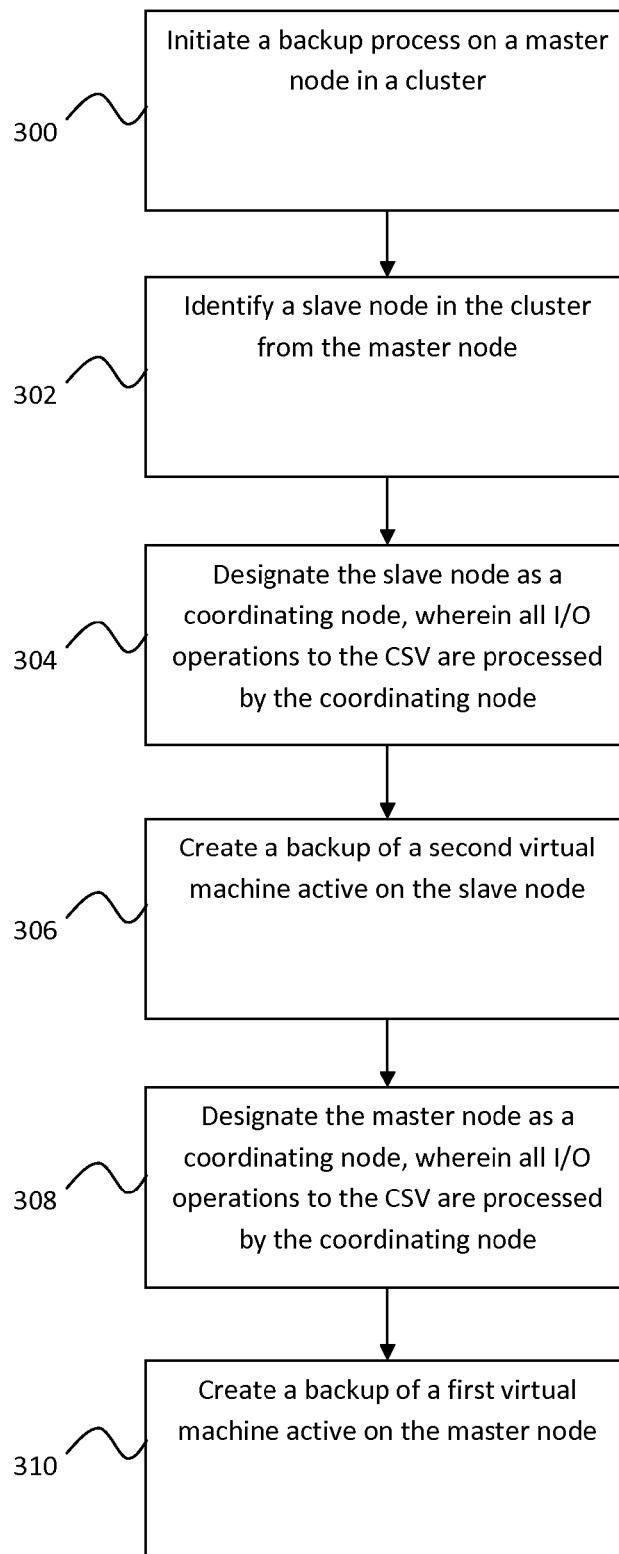 Initiate a backup process on a master
node in a cluster
300
Identify a slave node in the cluster
from the master node
302
Designate the slave node as a
coordinating node, wherein all I/O
operations to the CSV are processed
by the coordinating node
304
Create a backup of a second virtual
machine active on the slave node
306
Designate the master node as a
coordinating node, wherein all I/O
operations to the CSV are processed
by the coordinating node
308
Create a backup of a first virtual
machine active on the master node
310